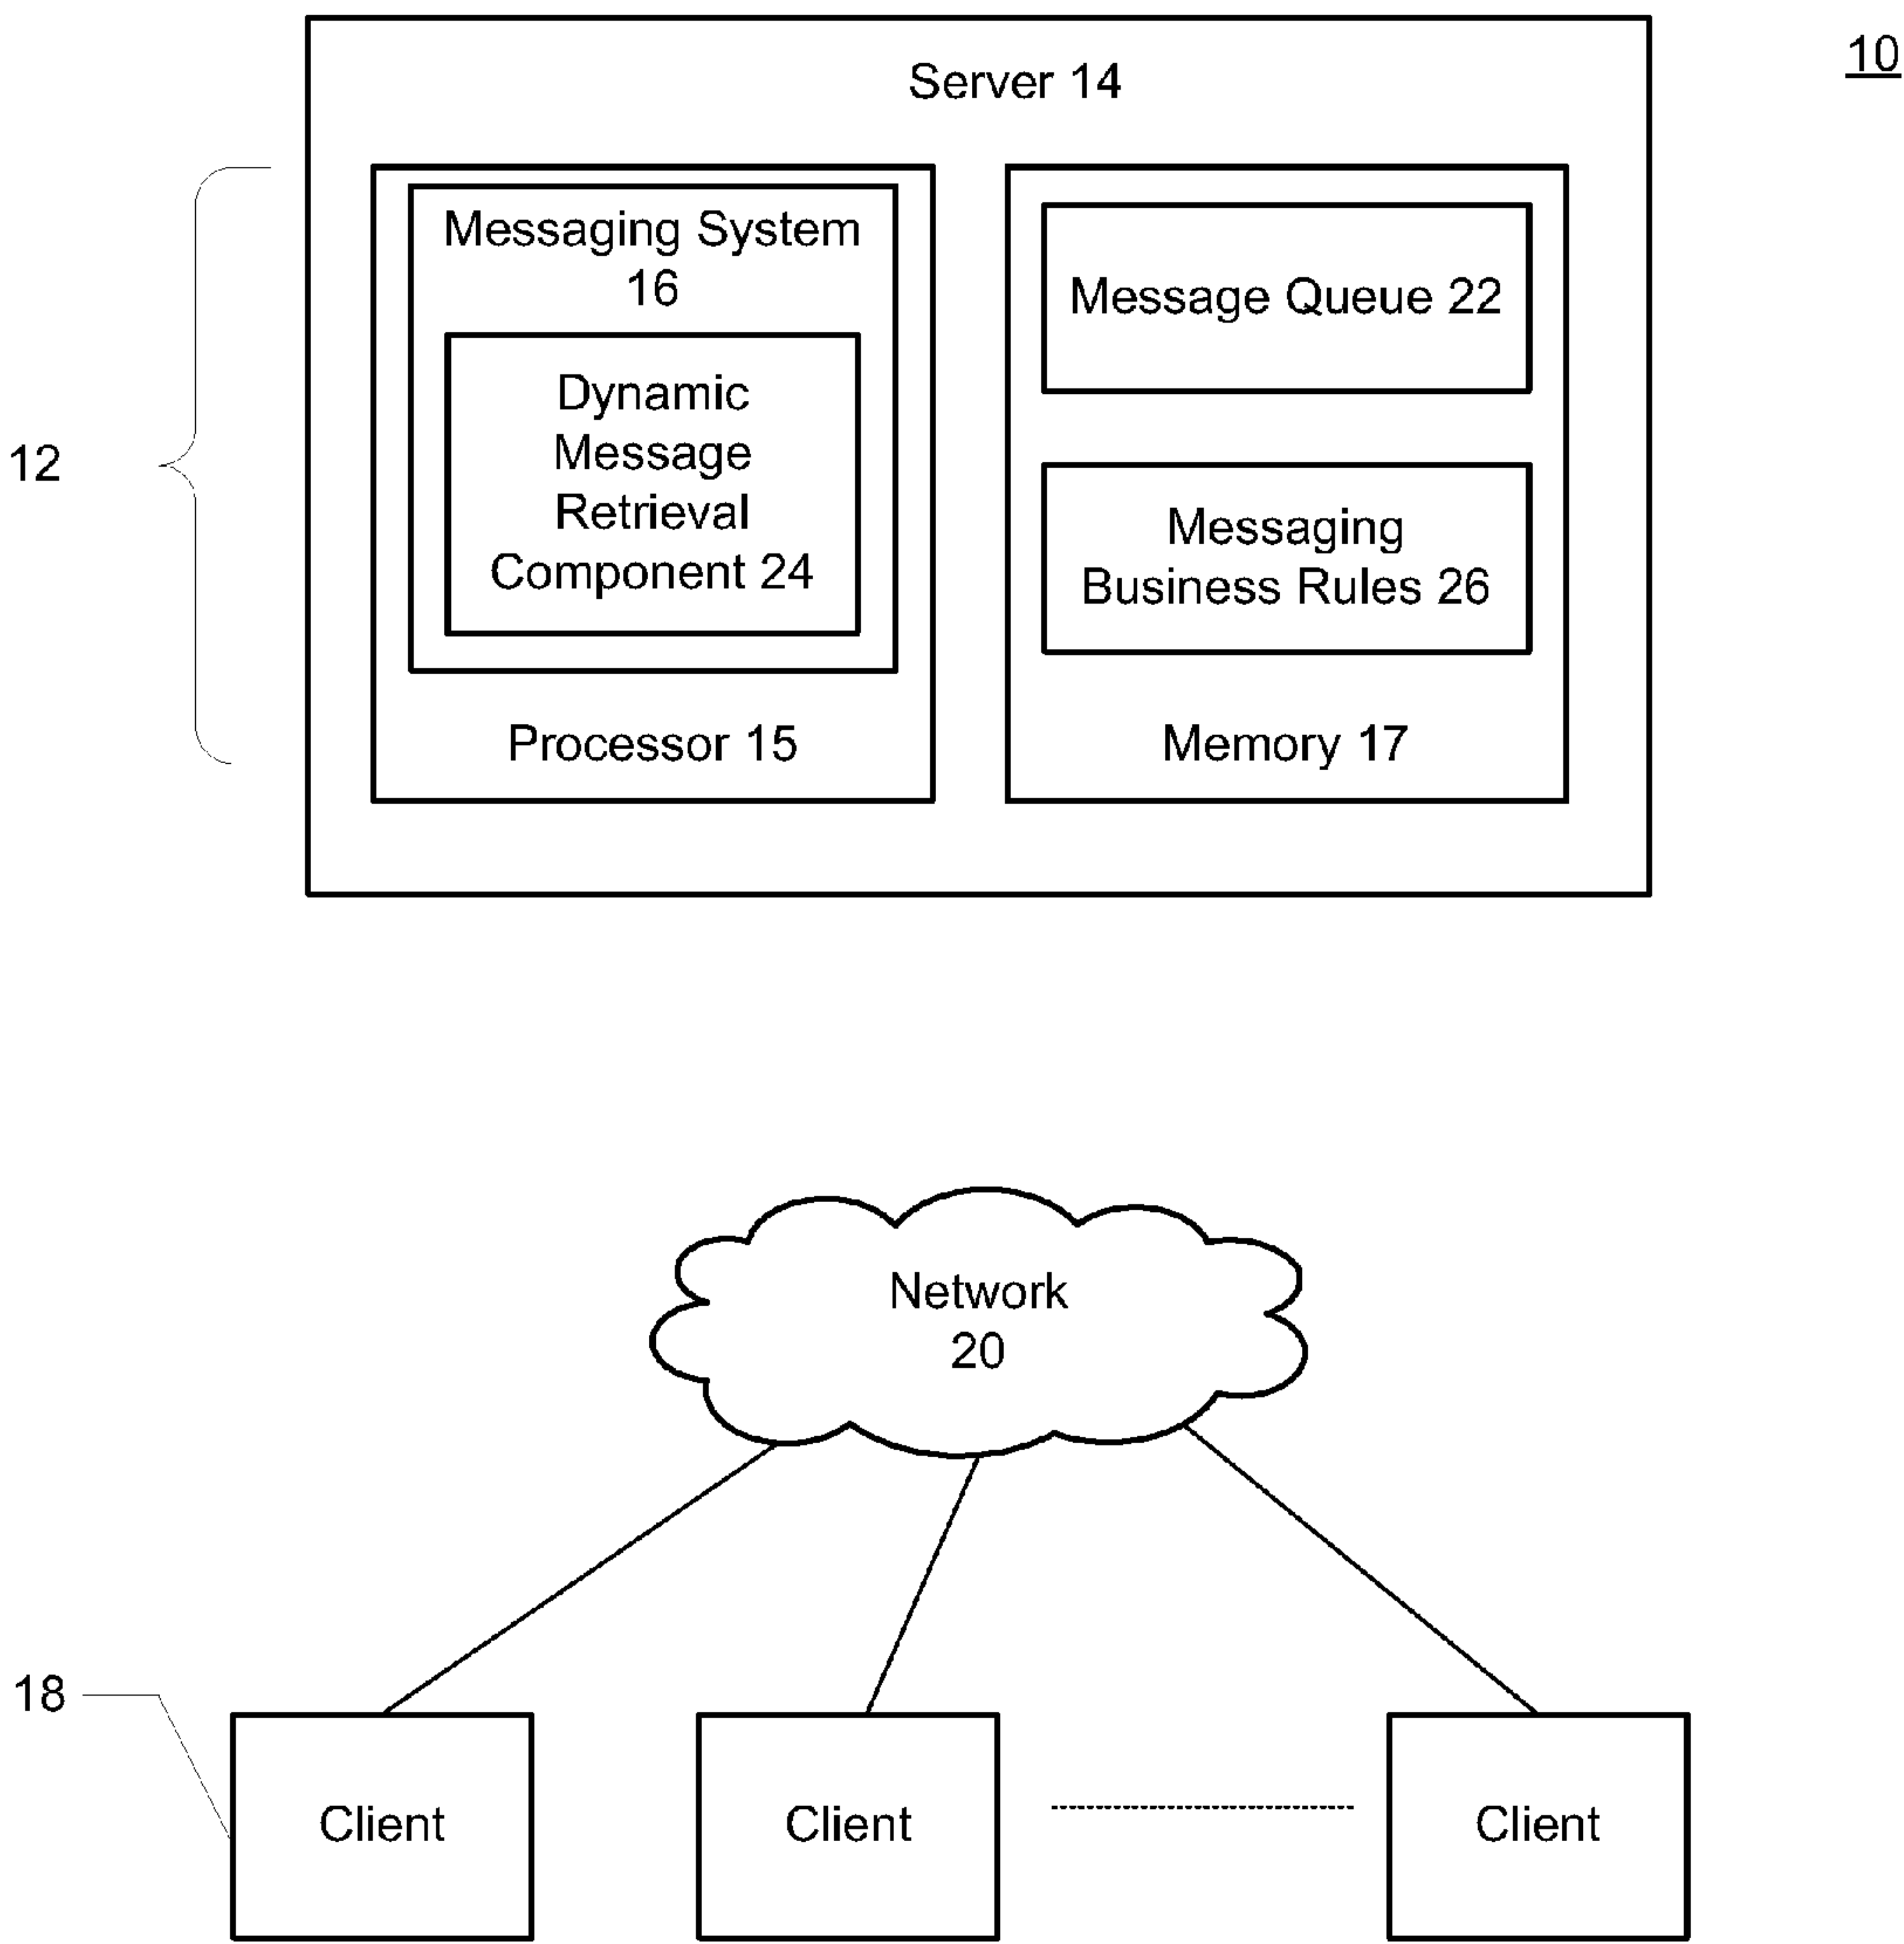 10
Server 14
12
Messaging System
16
Dynamic
Message
Retrieval
Component 24
Processor 15
Message Queue 22
Messaging
Business Rules 26
Memory 17
Network
20
18
Client
Client
Client